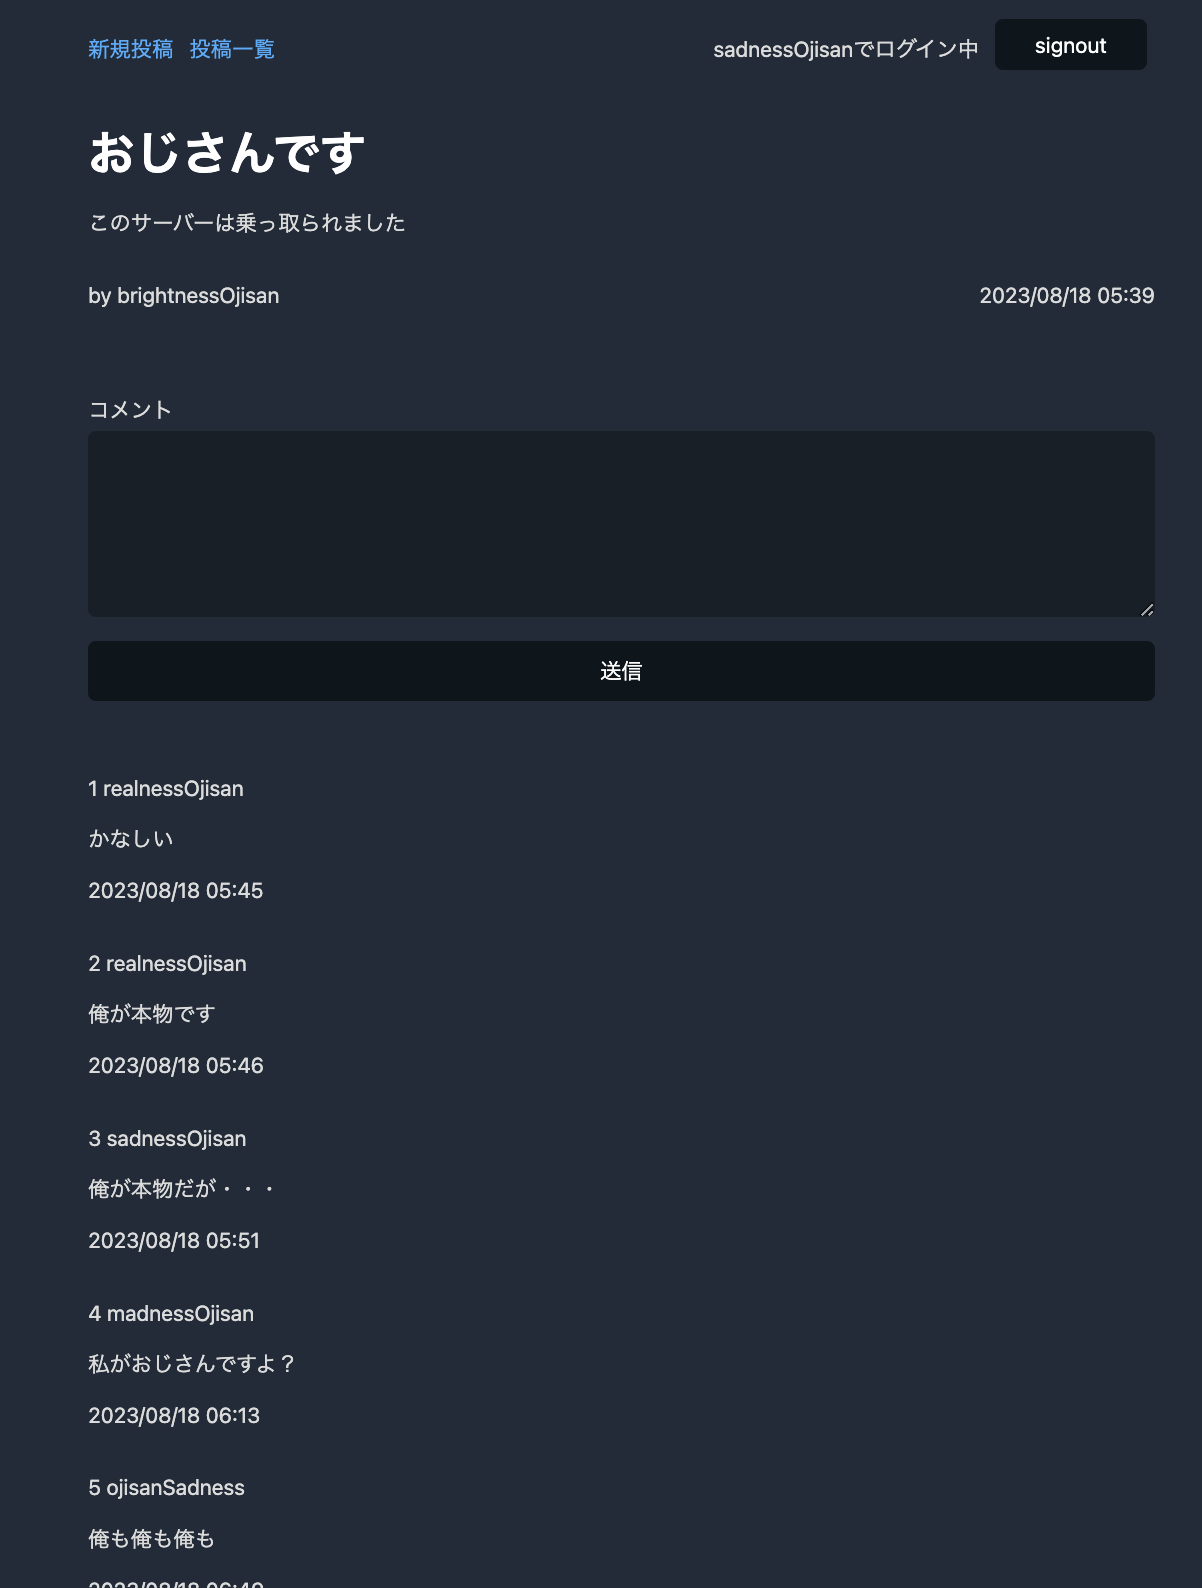 新規投稿 投稿一覧 sadnessOjisanでログイン中 signout
おじさんです
このサーバーは乗っ取られました
by brightnessOjisan 2023/08/18 05:39
コメント
送信
1 realnessOjisan
かなしい
2023/08/18 05:45
2 realnessOjisan
俺が本物です
2023/08/18 05:46
3 sadnessOjisan
俺が本物だが・・・
2023/08/18 05:51
4 madnessOjisan
私がおじさんですよ？
2023/08/18 06:13
5 ojisanSadness
俺も俺も俺も